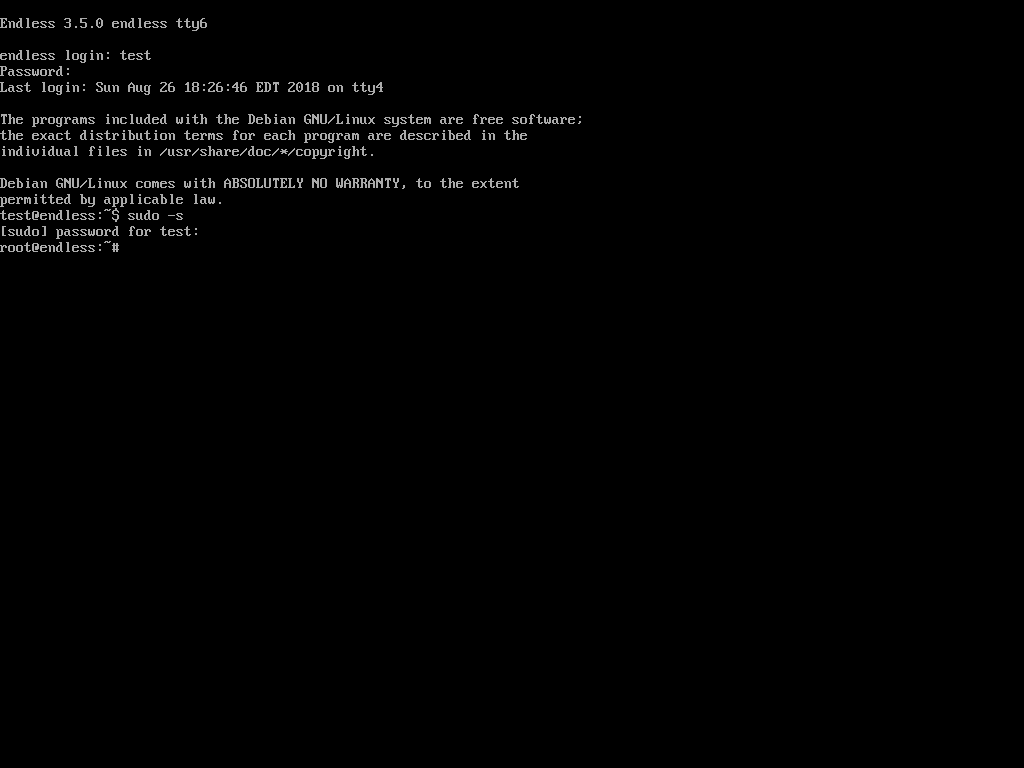 Endless 3.5.0 endless tty6
endless login: test
Password:
Last login: Sun Aug 26 18:26:46 EDT 2018 on tty4
The programs included with the Debian GNU/Linux system are free software;
the exact distribution terms for each program are described in the
individual files in /usr/share/doc/*/copyright.
Debian GNU/Linux comes with ABSOLUTELY NO WARRANTY, to the extent
permitted by applicable law.
test@endless:~$ sudo -s
[sudo] password for test:
root@endless:~#